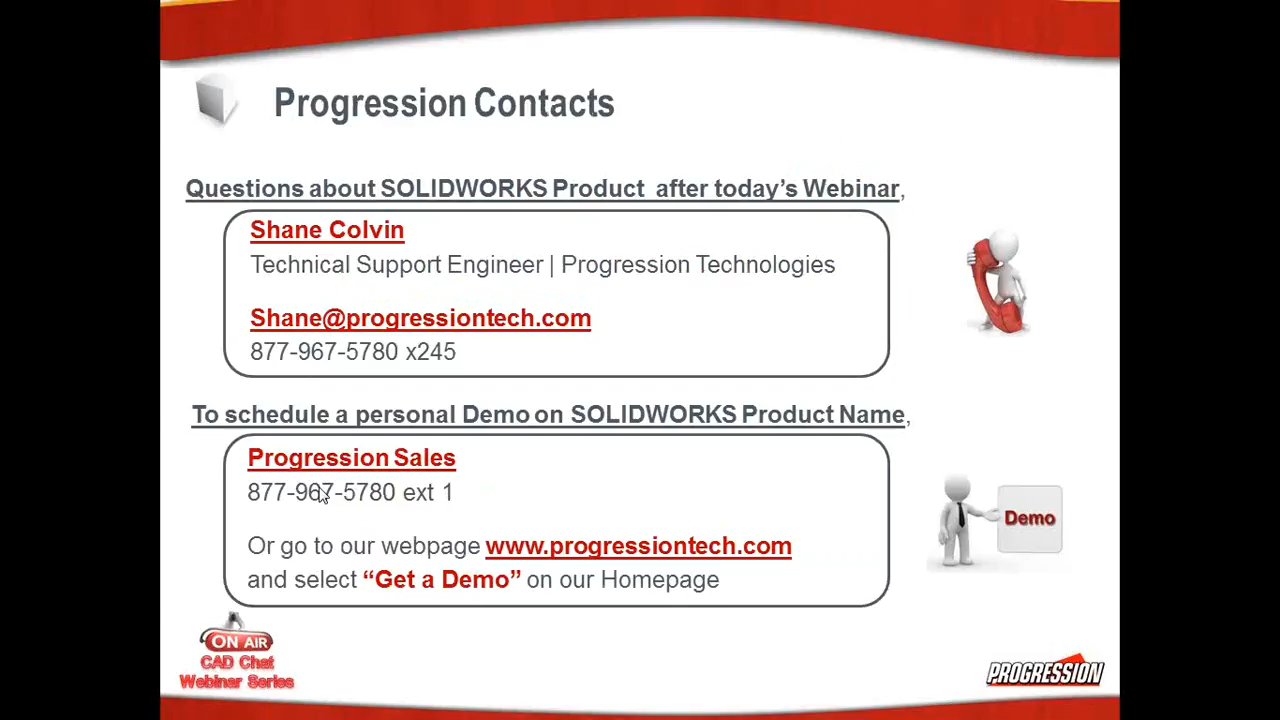 Progression Contacts
Questions about SOLIDWORKS Product  after today's Webinar,
Shane Colvin
Technical Support Engineer | Progression Technologies
Shane@progressiontech.com
877-967-5780 x245
To schedule a personal Demo on SOLIDWORKS Product Name,
Progression Sales
877-967-5780 ext 1
Or go to our webpage www.progressiontech.com
and select “Get a Demo” on our Homepage
Demo
ON AIR
CAD Chat
Webinar Series
PROGRESSION